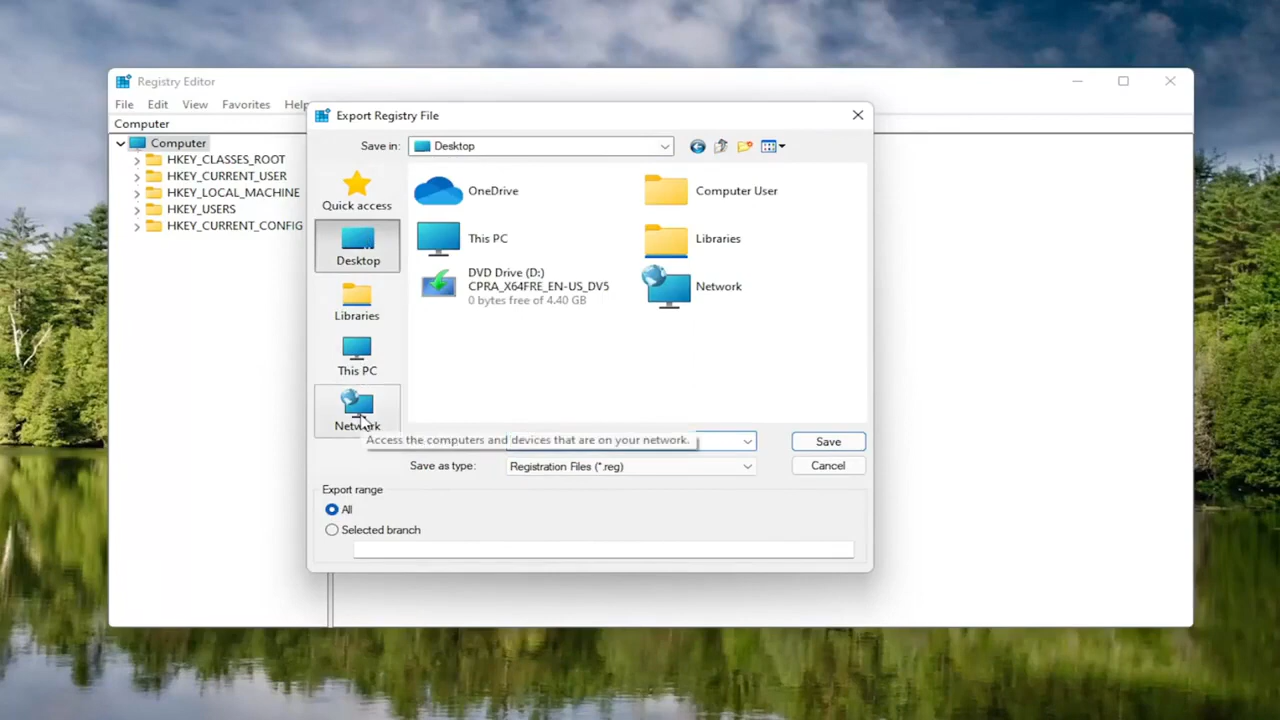 Registry Editor
File Edit View Favorites Help
Computer
Computer
HKEY_CLASSES_ROOT
HKEY_CURRENT_USER
HKEY_LOCAL_MACHINE
HKEY_USERS
HKEY_CURRENT_CONFIG
Export Registry File
Save in: Desktop
Quick access
Desktop
Libraries
This PC
Network
OneDrive
Computer User
This PC
Libraries
DVD Drive (D:)
CPRA_X64FRE_EN-US_DV5
0 bytes free of 4.40 GB
Network
Access the computers and devices that are on your network.
Save
Save as type: Registration Files (*.reg)
Cancel
Export range
All
Selected branch